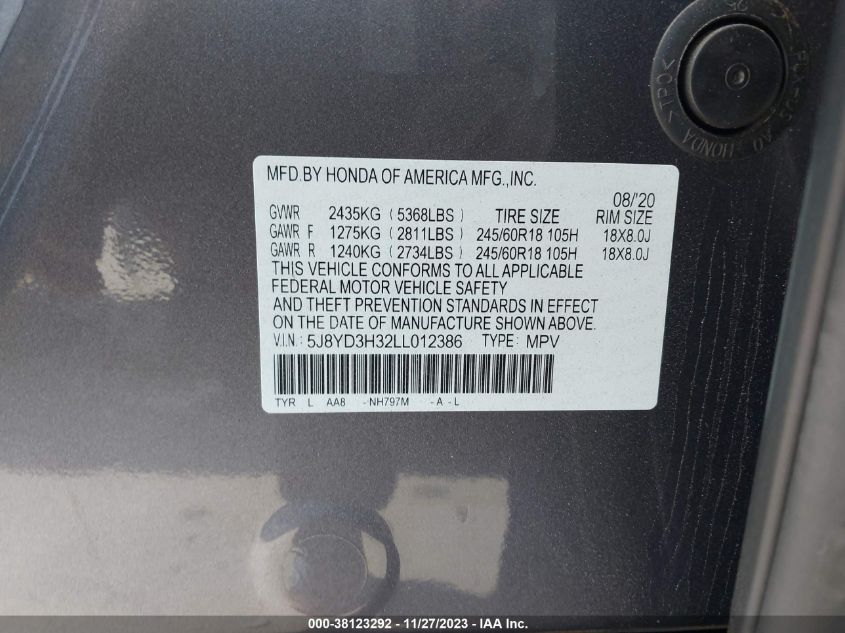 25
>TPO< HONDA
MFD.BY HONDA OF AMERICA MFG.,INC.
08/'20
GVWR 2435KG (5368LBS) TIRE SIZE RIM SIZE
GAWR F 1275KG (2811LBS) 245/60R18 105H 18X8.0J
GAWR R 1240KG (2734LBS) 245/60R18 105H 18X8.0J
THIS VEHICLE CONFORMS TO ALL APPLICABLE
FEDERAL MOTOR VEHICLE SAFETY
AND THEFT PREVENTION STANDARDS IN EFFECT
ON THE DATE OF MANUFACTURE SHOWN ABOVE.
V.I.N.: 5J8YD3H32LL012386 TYPE: MPV
TYR L AA8 -NH797M -A-L
000-38123292 - 11/27/2023 - IAA Inc.